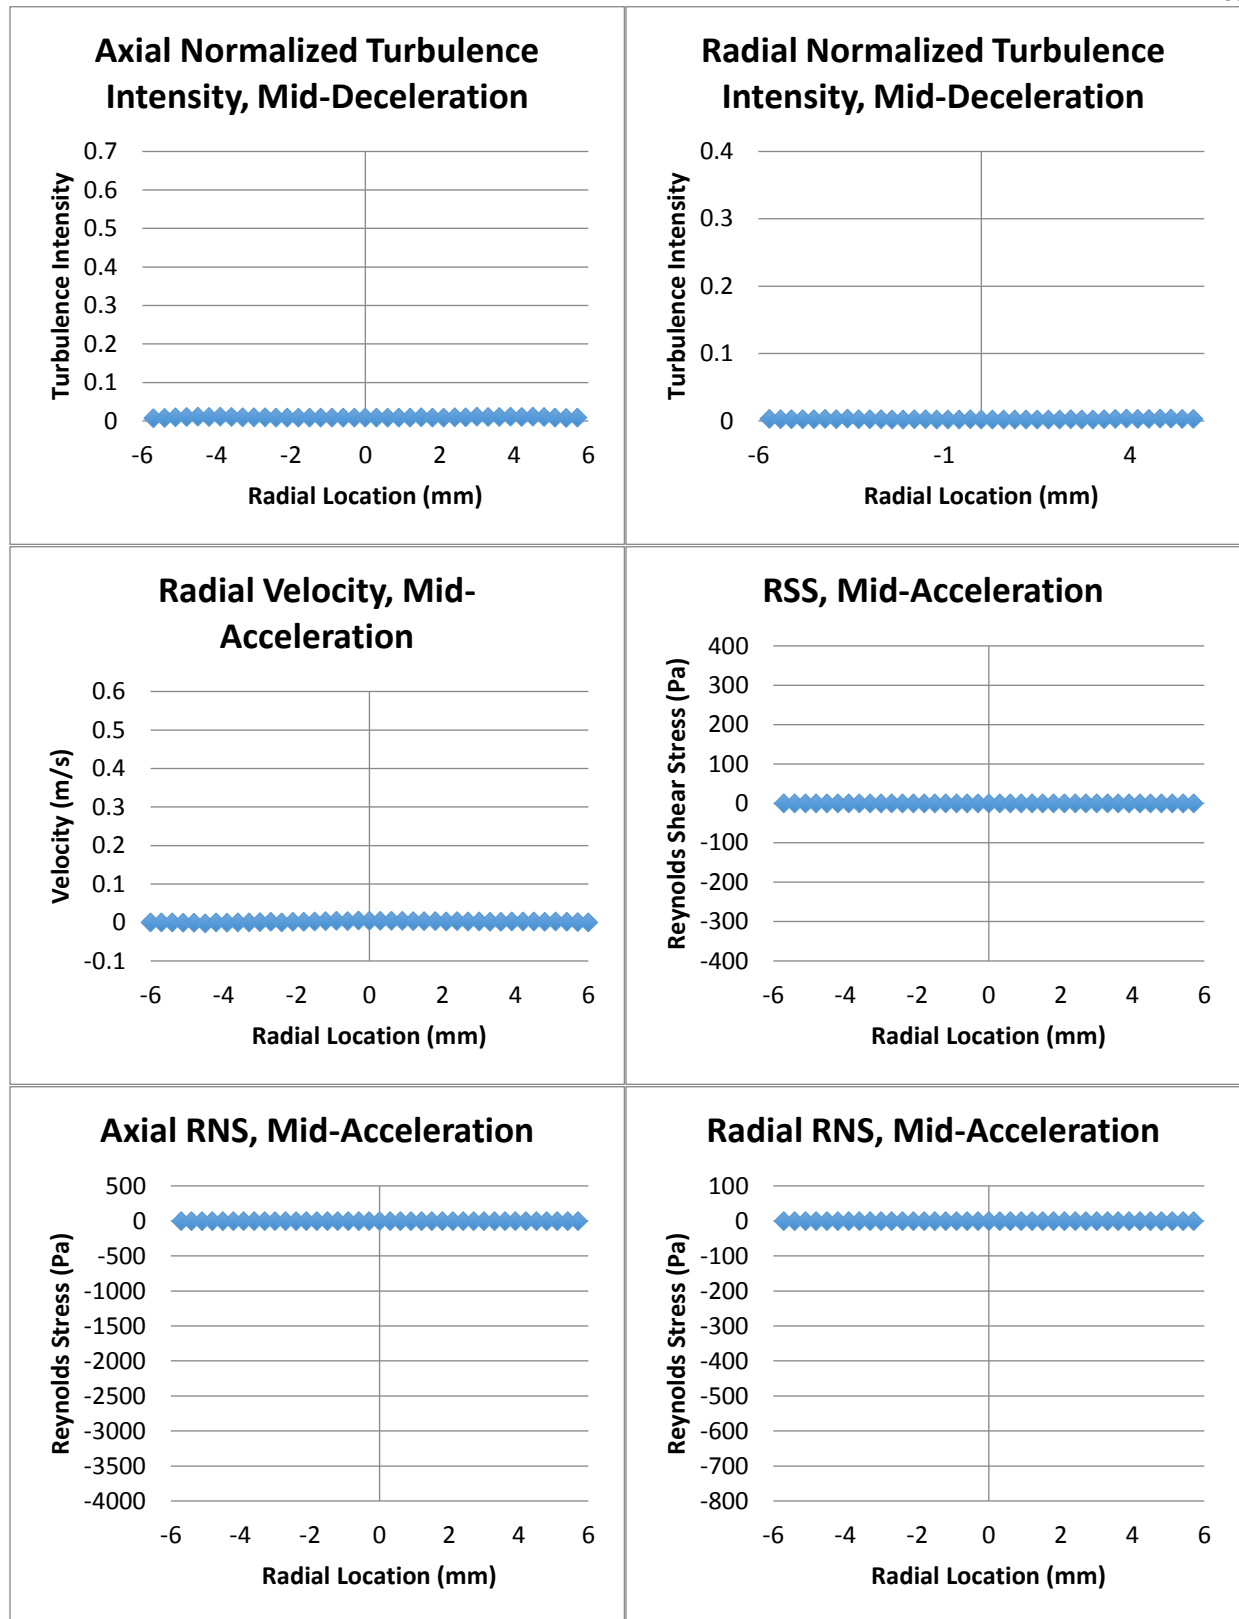 Axial Normalized Turbulence
Intensity, Mid-Deceleration
Turbulence Intensity
0.7
0.6
0.5
0.4
0.3
0.2
0.1
0
-6 -4 -2 0 2 4 6
Radial Location (mm)
Radial Normalized Turbulence
Intensity, Mid-Deceleration
Turbulence Intensity
0.4
0.3
0.2
0.1
0
-6 -1 4
Radial Location (mm)
Radial Velocity, Mid-
Acceleration
Velocity (m/s)
0.6
0.5
0.4
0.3
0.2
0.1
0
-0.1
-6 -4 -2 0 2 4 6
Radial Location (mm)
RSS, Mid-Acceleration
Reynolds Shear Stress (Pa)
400
300
200
100
0
-100
-200
-300
-400
-6 -4 -2 0 2 4 6
Radial Location (mm)
Axial RNS, Mid-Acceleration
Reynolds Stress (Pa)
500
0
-500
-1000
-1500
-2000
-2500
-3000
-3500
-4000
-6 -4 -2 0 2 4 6
Radial Location (mm)
Radial RNS, Mid-Acceleration
Reynolds Stress (Pa)
100
0
-100
-200
-300
-400
-500
-600
-700
-800
-6 -4 -2 0 2 4 6
Radial Location (mm)